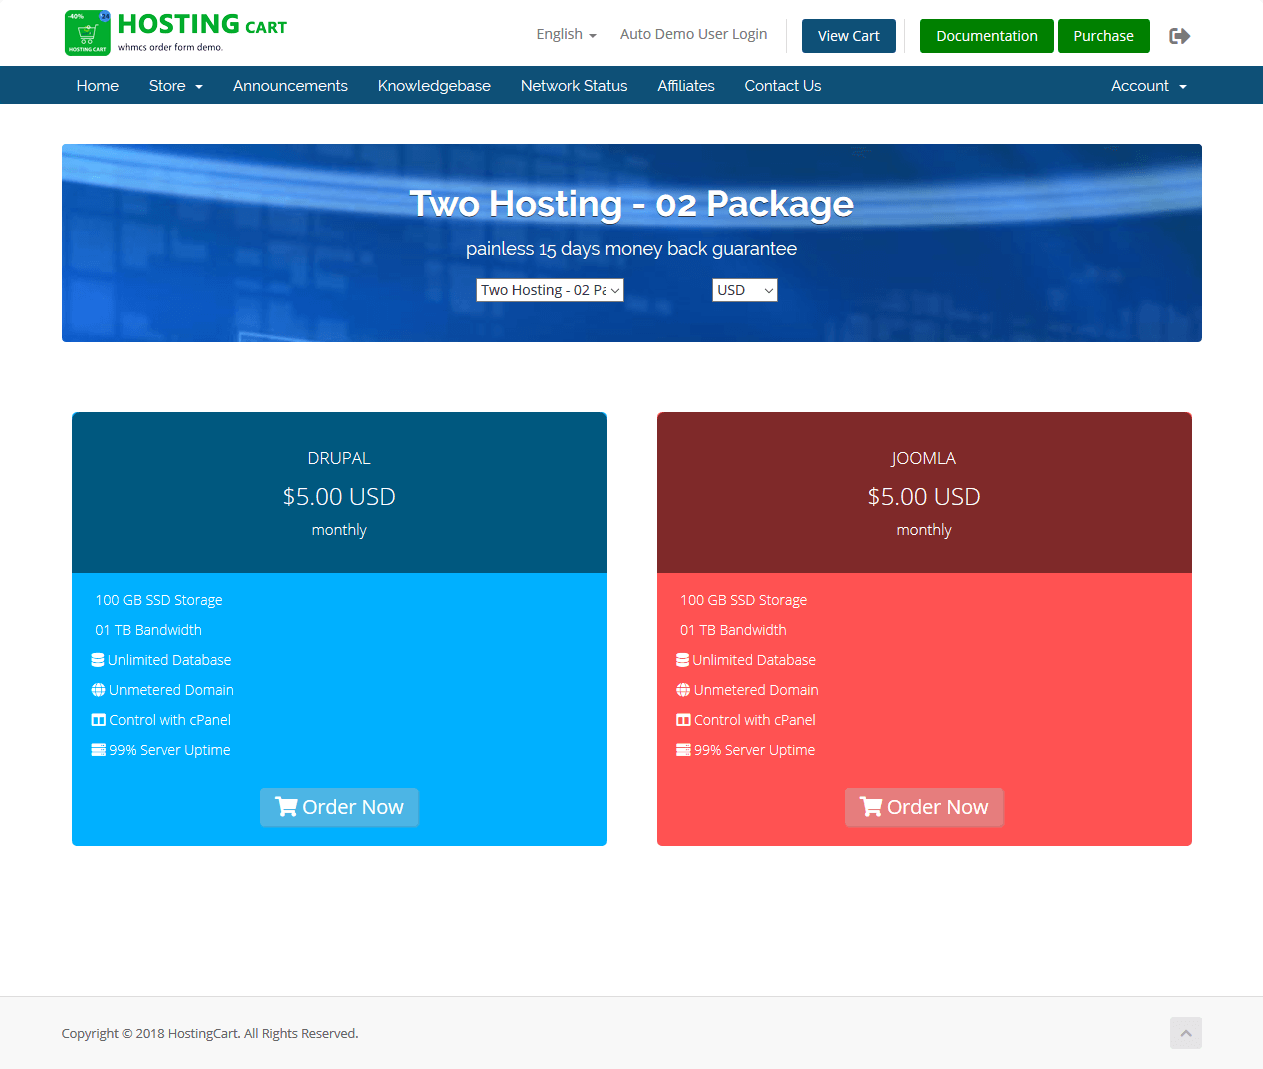 -40% 24
HOSTING CART
HOSTING CART
whmcs order form demo.
English
Auto Demo User Login
View Cart
Documentation
Purchase
Home Store Announcements Knowledgebase Network Status Affiliates Contact Us Account
Two Hosting - 02 Package
painless 15 days money back guarantee
Two Hosting - 02 Pa
USD
DRUPAL
$5.00 USD
monthly
100 GB SSD Storage
01 TB Bandwidth
Unlimited Database
Unmetered Domain
Control with cPanel
99% Server Uptime
Order Now
JOOMLA
$5.00 USD
monthly
100 GB SSD Storage
01 TB Bandwidth
Unlimited Database
Unmetered Domain
Control with cPanel
99% Server Uptime
Order Now
Copyright © 2018 HostingCart. All Rights Reserved.